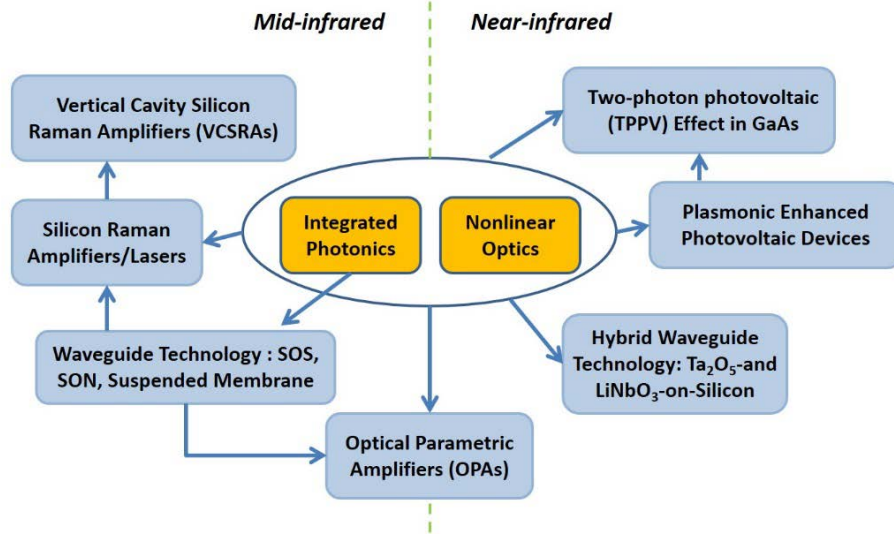 Mid-infrared
Near-infrared
Vertical Cavity Silicon
Raman Amplifiers (VCSRAs)
Two-photon photovoltaic
(TPPV) Effect in GaAs
Silicon Raman
Amplifiers/Lasers
Integrated
Photonics
Nonlinear
Optics
Plasmonic Enhanced
Photovoltaic Devices
Waveguide Technology : SOS,
SON, Suspended Membrane
Hybrid Waveguide
Technology: Ta₂O₅-and
LiNbO₃-on-Silicon
Optical Parametric
Amplifiers (OPAs)